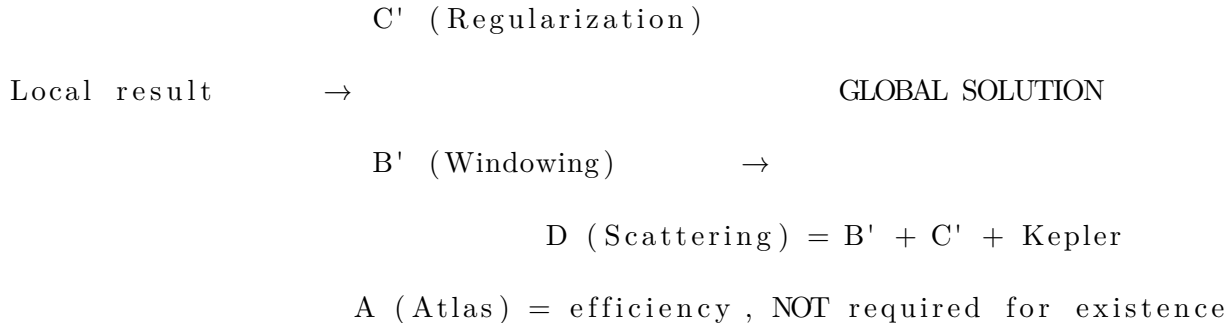 C' (Regularization)
Local result → GLOBAL SOLUTION
B' (Windowing) →
D (Scattering) = B' + C' + Kepler
A (Atlas) = efficiency, NOT required for existence